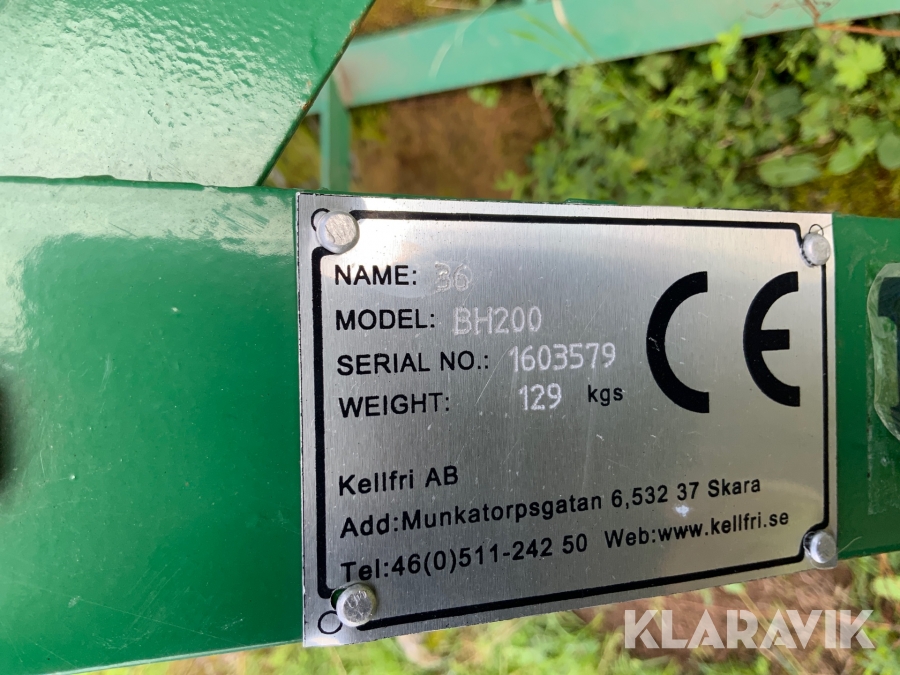 NAME: 36
MODEL: BH200
SERIAL NO.: 1603579
WEIGHT: 129 kgs
CE
Kellfri AB
Add:Munkatorpsgatan 6,532 37 Skara
Tel:46(0)511-242 50 Web:www.kellfri.se
KLARAVIK